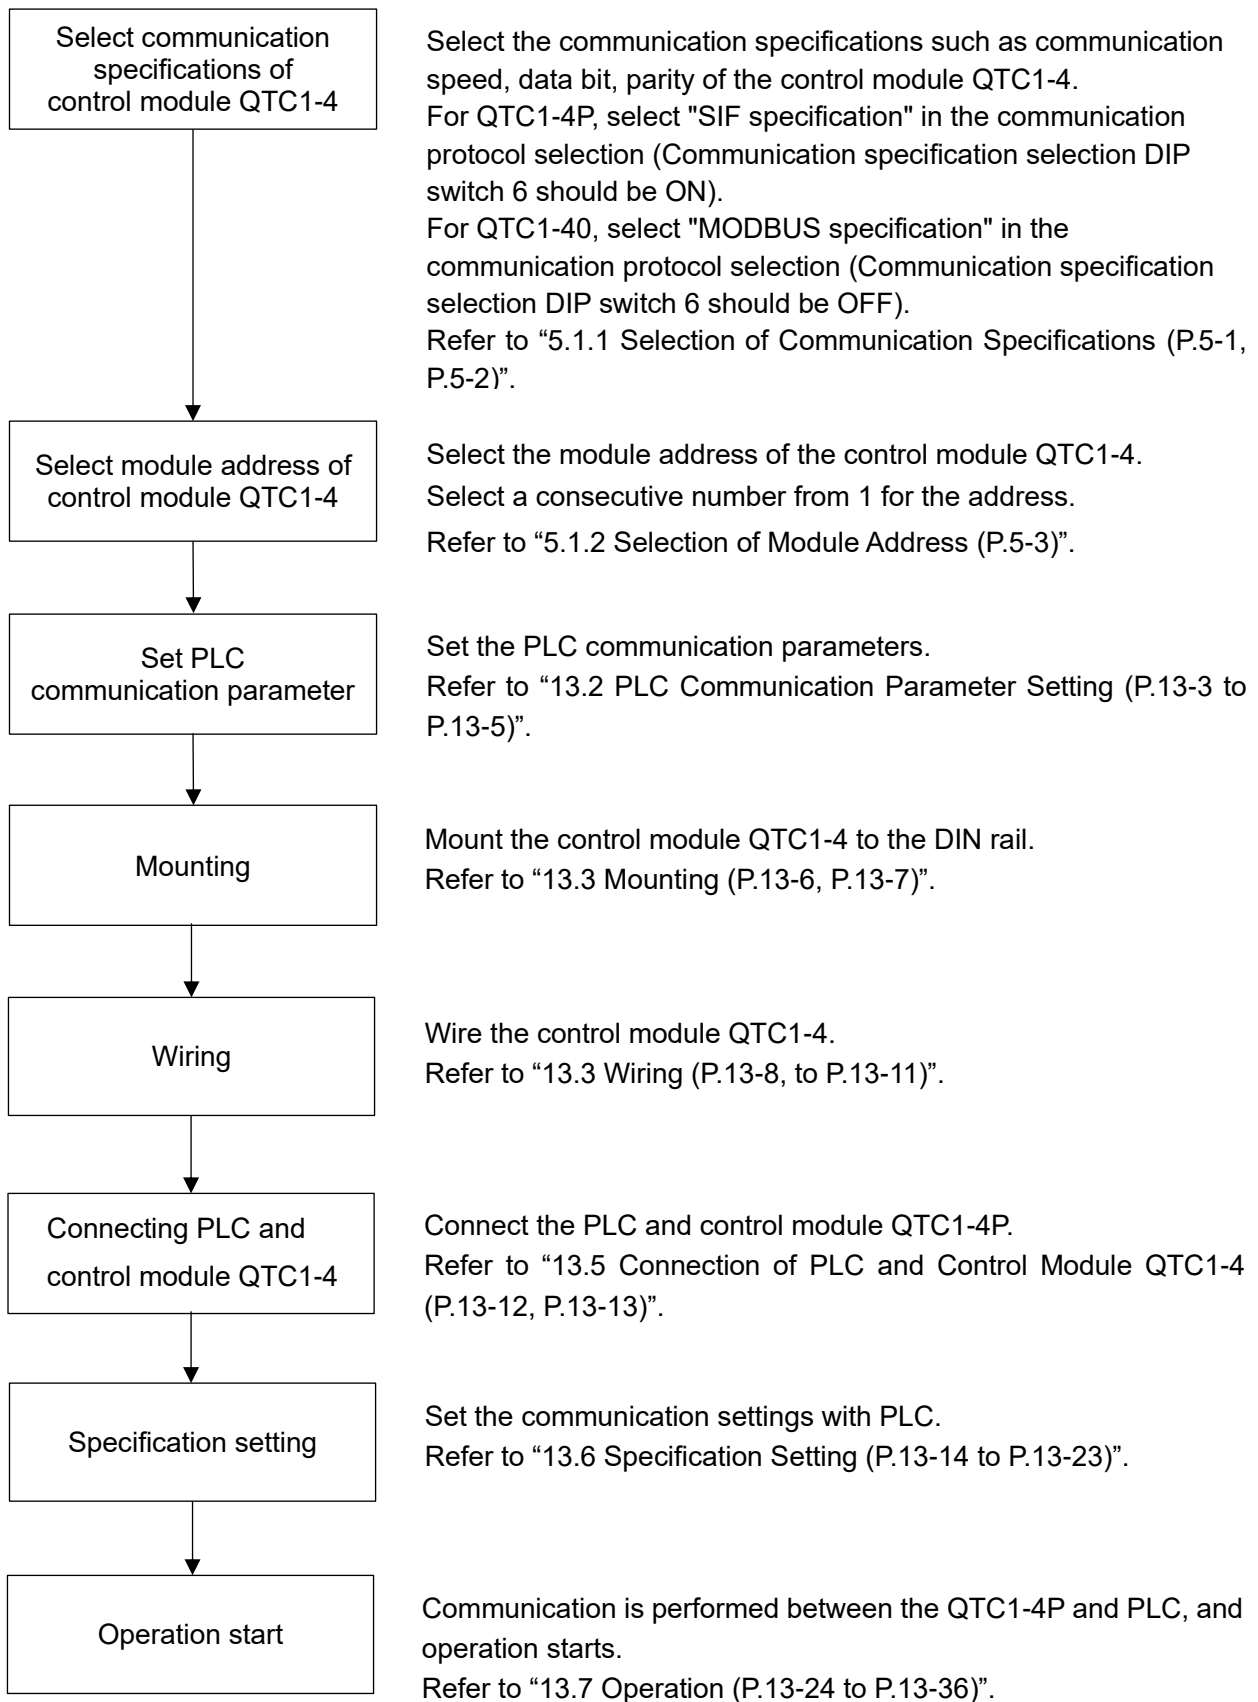 Select communication
specifications of
control module QTC1-4
Select the communication specifications such as communication
speed, data bit, parity of the control module QTC1-4.
For QTC1-4P, select "SIF specification" in the communication
protocol selection (Communication specification selection DIP
switch 6 should be ON).
For QTC1-40, select "MODBUS specification" in the
communication protocol selection (Communication specification
selection DIP switch 6 should be OFF).
Refer to “5.1.1 Selection of Communication Specifications (P.5-1,
P.5-2)”.
Select module address of
control module QTC1-4
Select the module address of the control module QTC1-4.
Select a consecutive number from 1 for the address.
Refer to “5.1.2 Selection of Module Address (P.5-3)”.
Set PLC
communication parameter
Set the PLC communication parameters.
Refer to “13.2 PLC Communication Parameter Setting (P.13-3 to
P.13-5)”.
Mounting
Mount the control module QTC1-4 to the DIN rail.
Refer to “13.3 Mounting (P.13-6, P.13-7)”.
Wiring
Wire the control module QTC1-4.
Refer to “13.3 Wiring (P.13-8, to P.13-11)”.
Connecting PLC and
control module QTC1-4
Connect the PLC and control module QTC1-4P.
Refer to “13.5 Connection of PLC and Control Module QTC1-4
(P.13-12, P.13-13)”.
Specification setting
Set the communication settings with PLC.
Refer to “13.6 Specification Setting (P.13-14 to P.13-23)”.
Operation start
Communication is performed between the QTC1-4P and PLC, and
operation starts.
Refer to “13.7 Operation (P.13-24 to P.13-36)”.